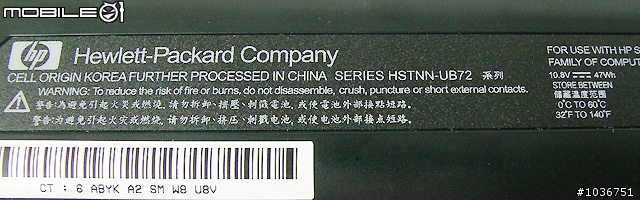 MOBILE01
hp Hewlett-Packard Company
CELL ORIGIN KOREA FURTHER PROCESSED IN CHINA SERIES HSTNN-UB72 系列
WARNING: To reduce the risk of fire or burns, do not disassemble, crush, puncture or short external contacts.
警告:為避免引起火災或燃燒, 請勿拆卸、擠壓、刺戳電池, 或使電池外部接點短路.
警告:为避免引起火灾或燃烧, 请勿拆卸、挤压、刺戳电池, 或使电池外部接点短路.
FOR USE WITH HP S
FAMILY OF COMPUT
10.8V 47Wh
STORE BETWEEN
儲藏溫度范围
0°C TO 60°C
32°F TO 140°F
CT : 6 ABYK A2 SM W8 U8V
#1036751